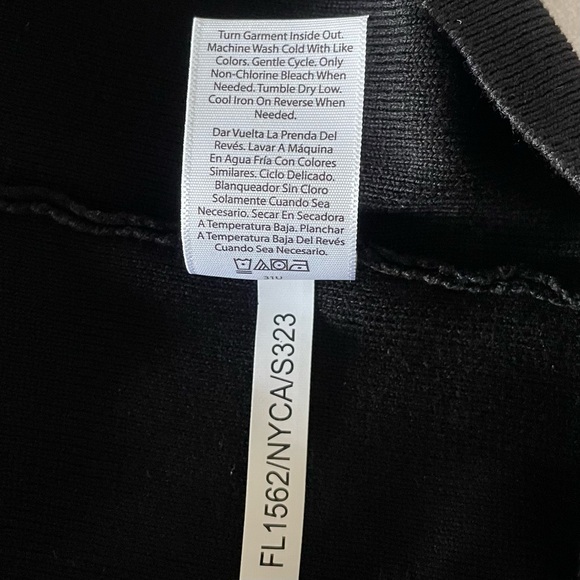 Turn Garment Inside Out.
Machine Wash Cold With Like
Colors. Gentle Cycle. Only
Non-Chlorine Bleach When
Needed. Tumble Dry Low.
Cool Iron On Reverse When
Needed.
Dar Vuelta La Prenda Del
Revés. Lavar A Máquina
En Agua Fría Con Colores
Similares. Ciclo Delicado.
Blanqueador Sin Cloro
Solamente Cuando Sea
Necesario. Secar En Secadora
A Temperatura Baja. Planchar
A Temperatura Baja Del Revés
Cuando Sea Necesario.
FL1562/NYCA/S323